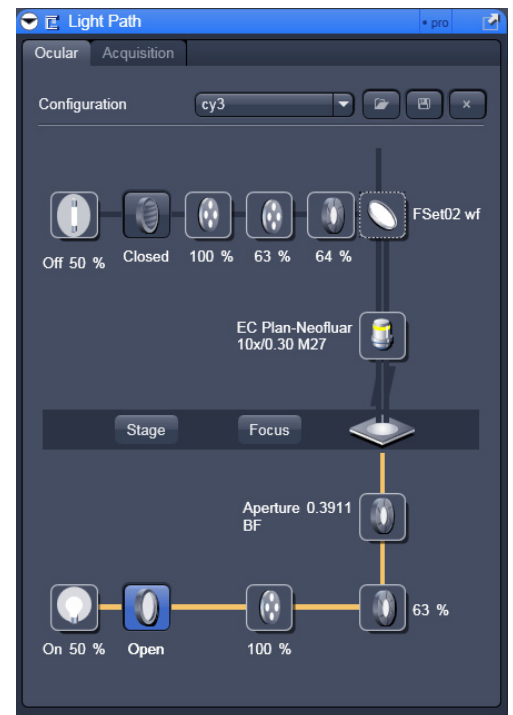 Light Path
• pro
Ocular Acquisition
Configuration cy3
FSet02 wf
Off 50 % Closed 100 % 63 % 64 %
EC Plan-Neofluar
10x/0.30 M27
Stage Focus
Aperture 0.3911
BF
63 %
On 50 % Open 100 %